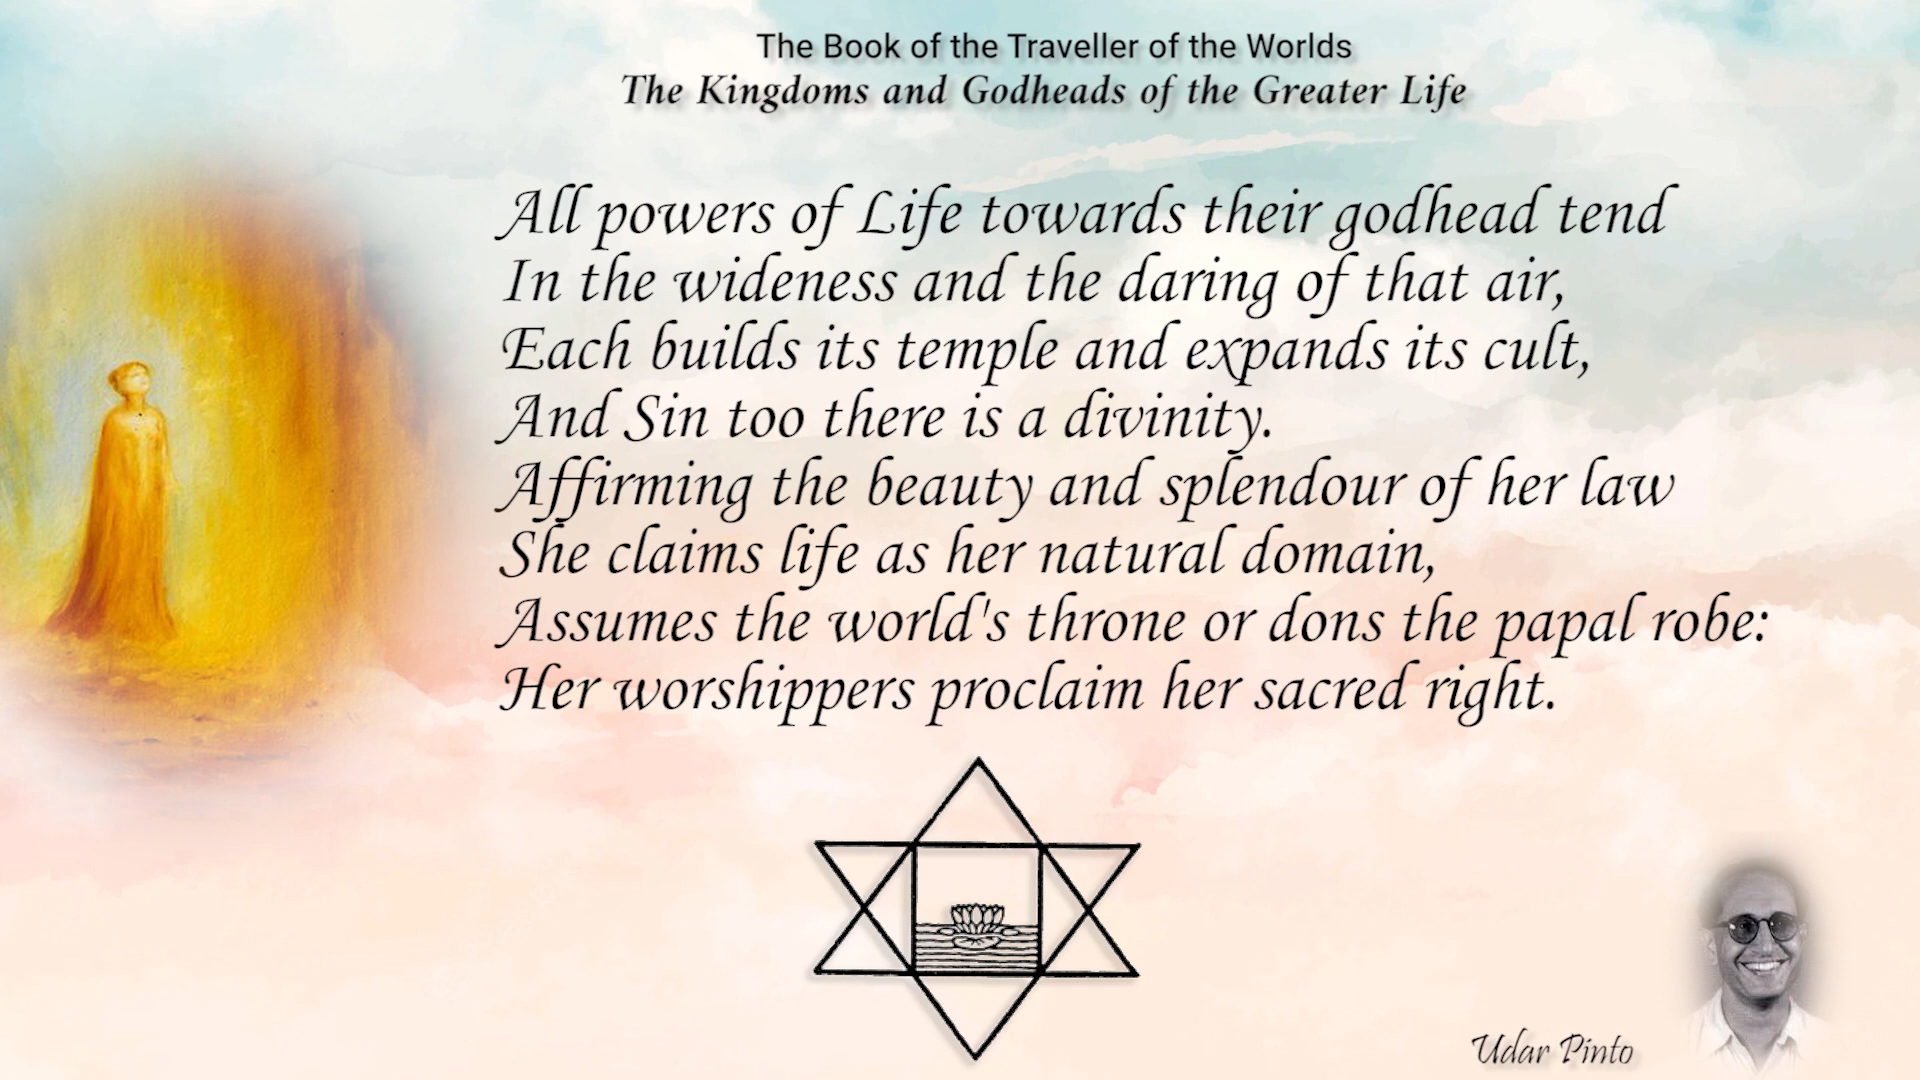 The Book of the Traveller of the Worlds
The Kingdoms and Godheads of the Greater Life
All powers of Life towards their godhead tend
In the wideness and the daring of that air,
Each builds its temple and expands its cult,
And Sin too there is a divinity.
Affirming the beauty and splendour of her law
She claims life as her natural domain,
Assumes the world's throne or dons the papal robe:
Her worshippers proclaim her sacred right.
Udar Pinto